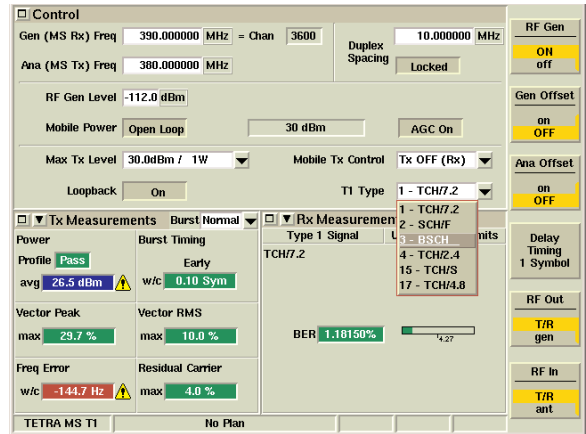 Control
Gen (MS Rx) Freq 390.000000 MHz = Chan 3600
Duplex Spacing 10.000000 MHz
Ana (MS Tx) Freq 380.000000 MHz
Locked
RF Gen Level -112.0 dBm
Mobile Power Open Loop 30 dBm AGC On
Max Tx Level 30.0dBm / 1W Mobile Tx Control Tx OFF (Rx)
Loopback On T1 Type 1 - TCH/7.2
1 - TCH/7.2
2 - SCH/F
3 - BSCH
4 - TCH/2.4
15 - TCH/S
17 - TCH/4.8
Tx Measurements Burst Normal
Power
Profile Pass
avg 26.5 dBm
Burst Timing
Early
w/c 0.10 Sym
Vector Peak
max 29.7 %
Vector RMS
max 10.0 %
Freq Error
w/c -144.7 Hz
Residual Carrier
max 4.0 %
Rx Measuremen
Type 1 Signal
TCH/7.2
BER 1.18150%
4.27
TETRA MS T1 No Plan
RF Gen
ON
off
Gen Offset
on
OFF
Ana Offset
on
OFF
Delay
Timing
1 Symbol
RF Out
T/R
gen
RF In
T/R
ant